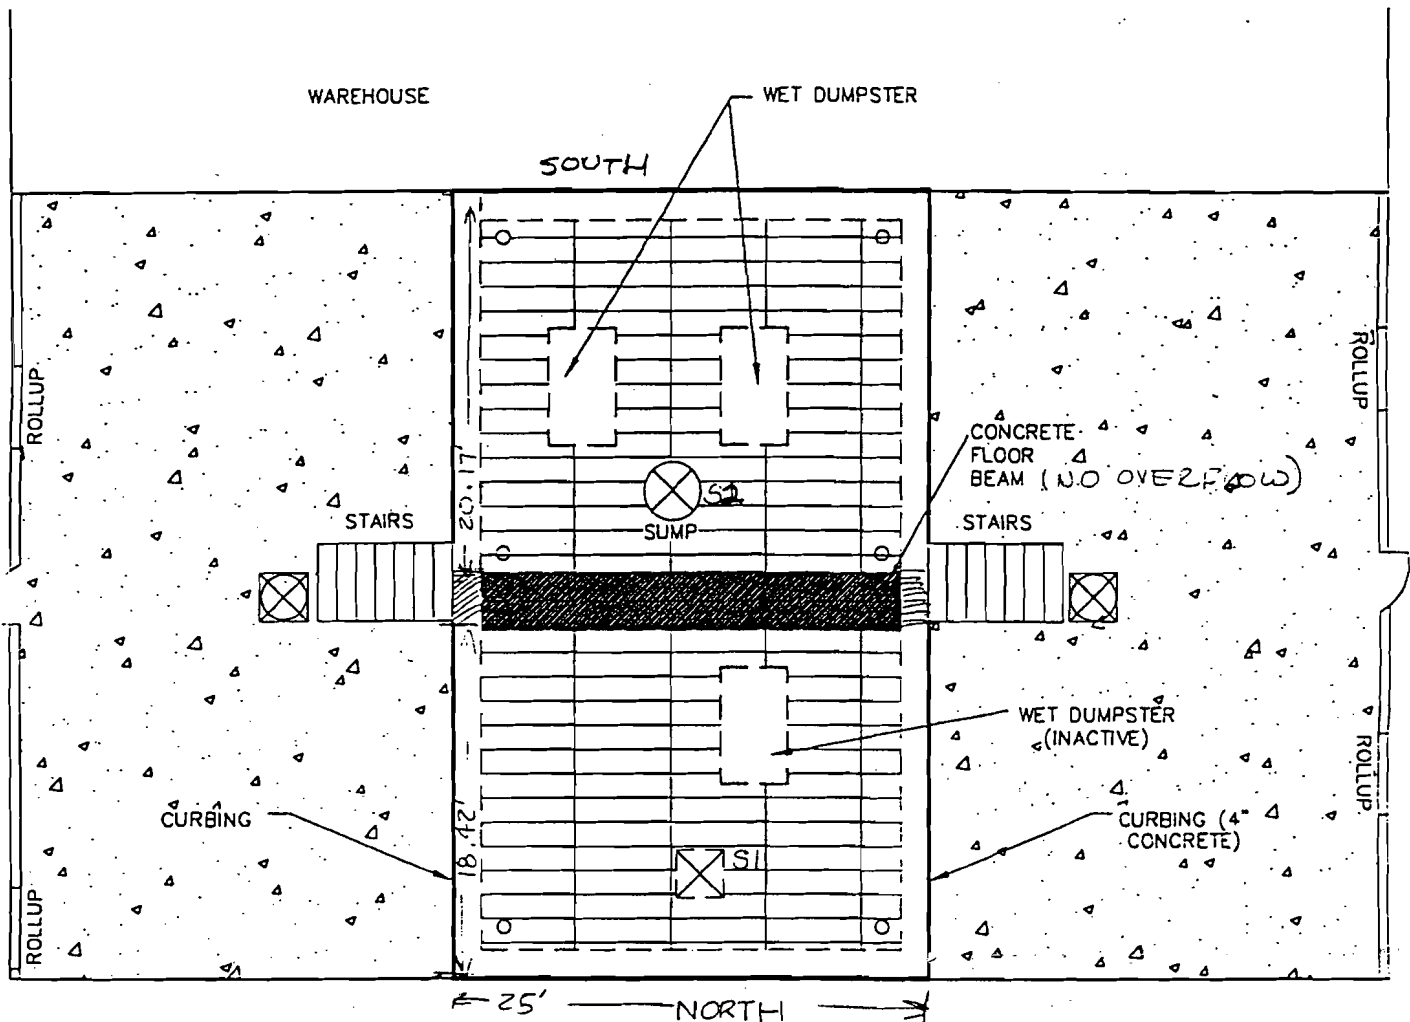 WAREHOUSE
WET DUMPSTER
SOUTH
ROLLUP
ROLLUP
CONCRETE
FLOOR
BEAM (NO OVERFLOW)
20.17'
S2
STAIRS
SUMP
STAIRS
WET DUMPSTER
(INACTIVE)
ROLLUP
CURBING
18.42'
CURBING (4"
CONCRETE)
S1
ROLLUP
25'
NORTH